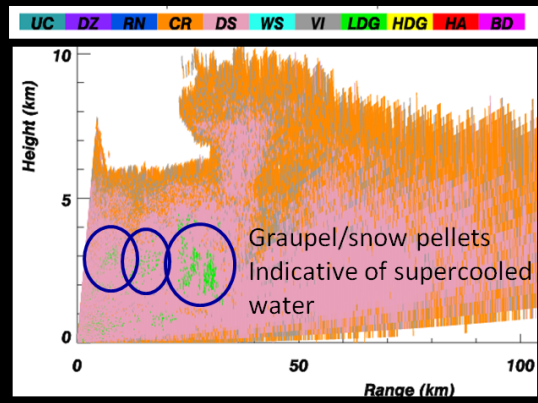 UC DZ RN CR DS WS VI LDG HDG HA BD
10
Height (km)
5
Graupel/snow pellets
Indicative of supercooled
water
0
0 50 100
Range (km)